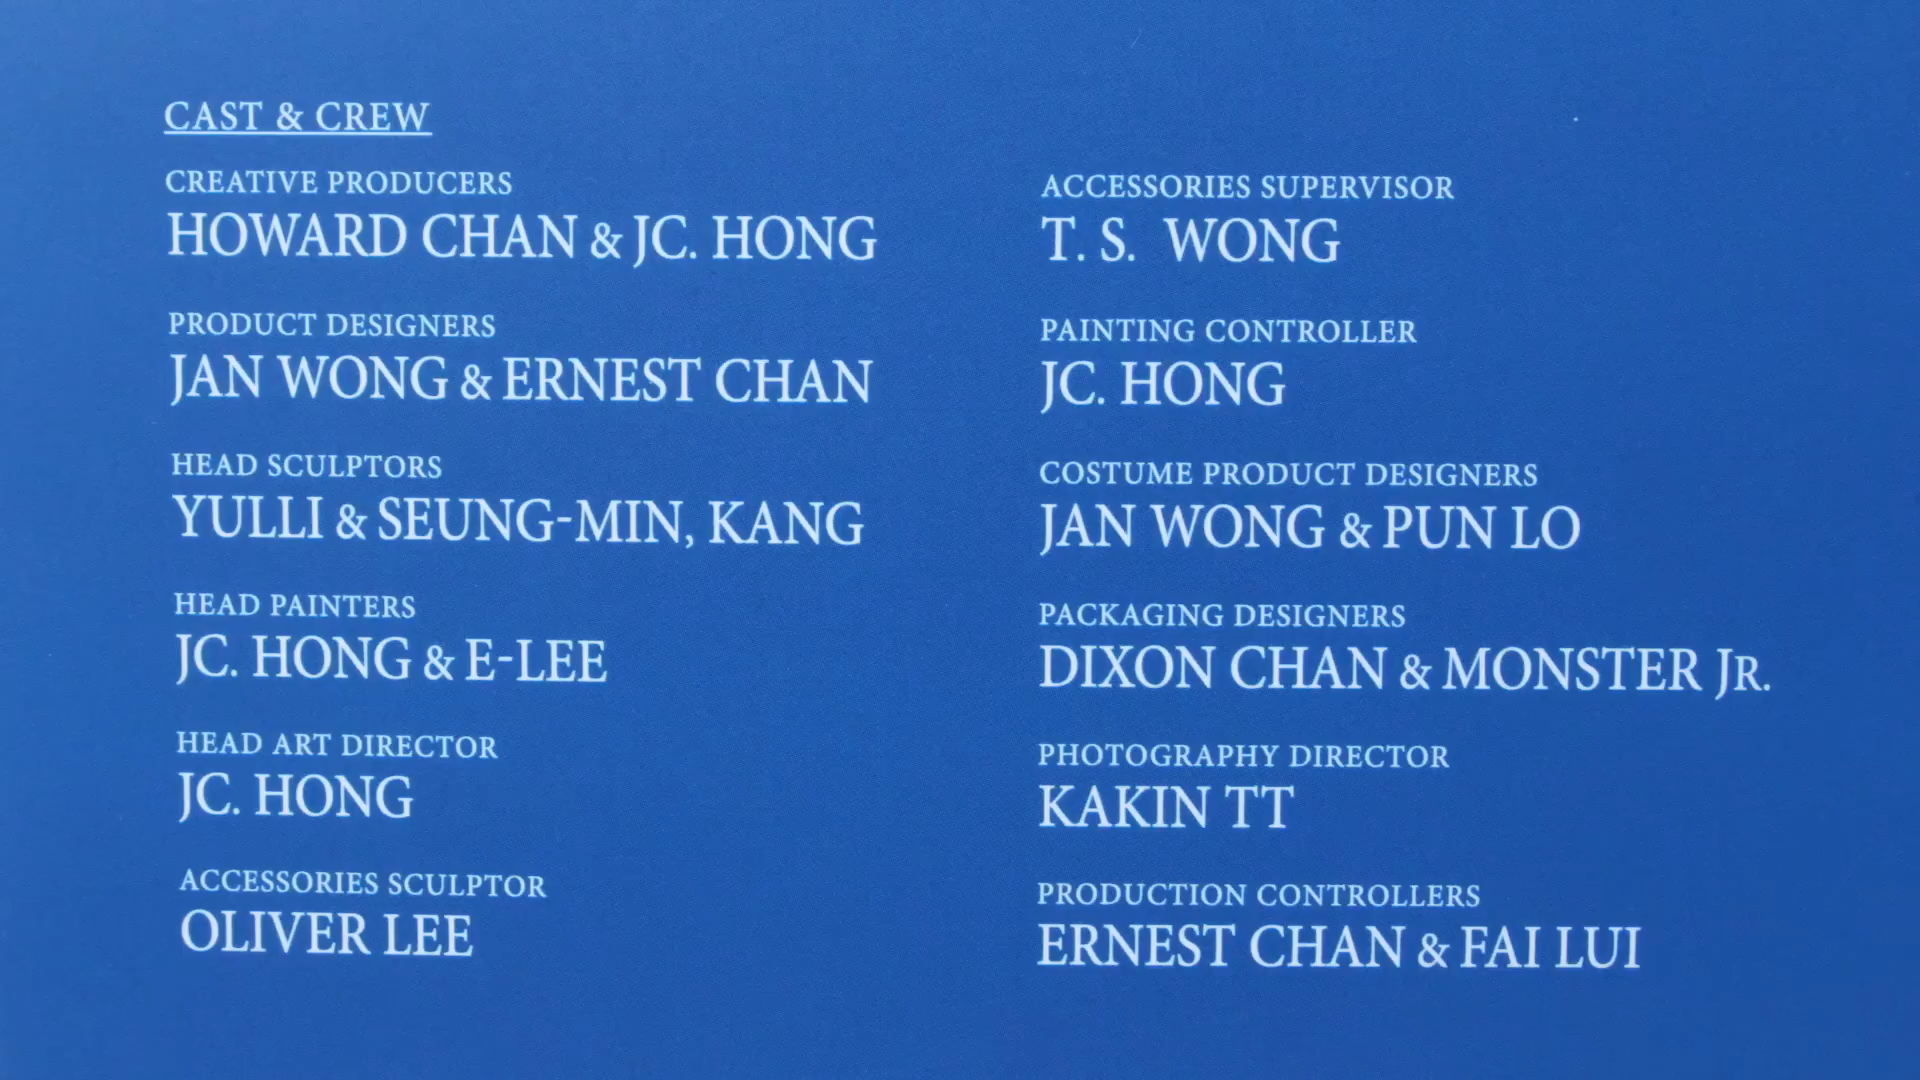 CAST & CREW
CREATIVE PRODUCERS
HOWARD CHAN & JC. HONG
PRODUCT DESIGNERS
JAN WONG & ERNEST CHAN
HEAD SCULPTORS
YULLI & SEUNG-MIN, KANG
HEAD PAINTERS
JC. HONG & E-LEE
HEAD ART DIRECTOR
JC. HONG
ACCESSORIES SCULPTOR
OLIVER LEE
ACCESSORIES SUPERVISOR
T. S. WONG
PAINTING CONTROLLER
JC. HONG
COSTUME PRODUCT DESIGNERS
JAN WONG & PUN LO
PACKAGING DESIGNERS
DIXON CHAN & MONSTER JR.
PHOTOGRAPHY DIRECTOR
KAKIN TT
PRODUCTION CONTROLLERS
ERNEST CHAN & FAI LUI